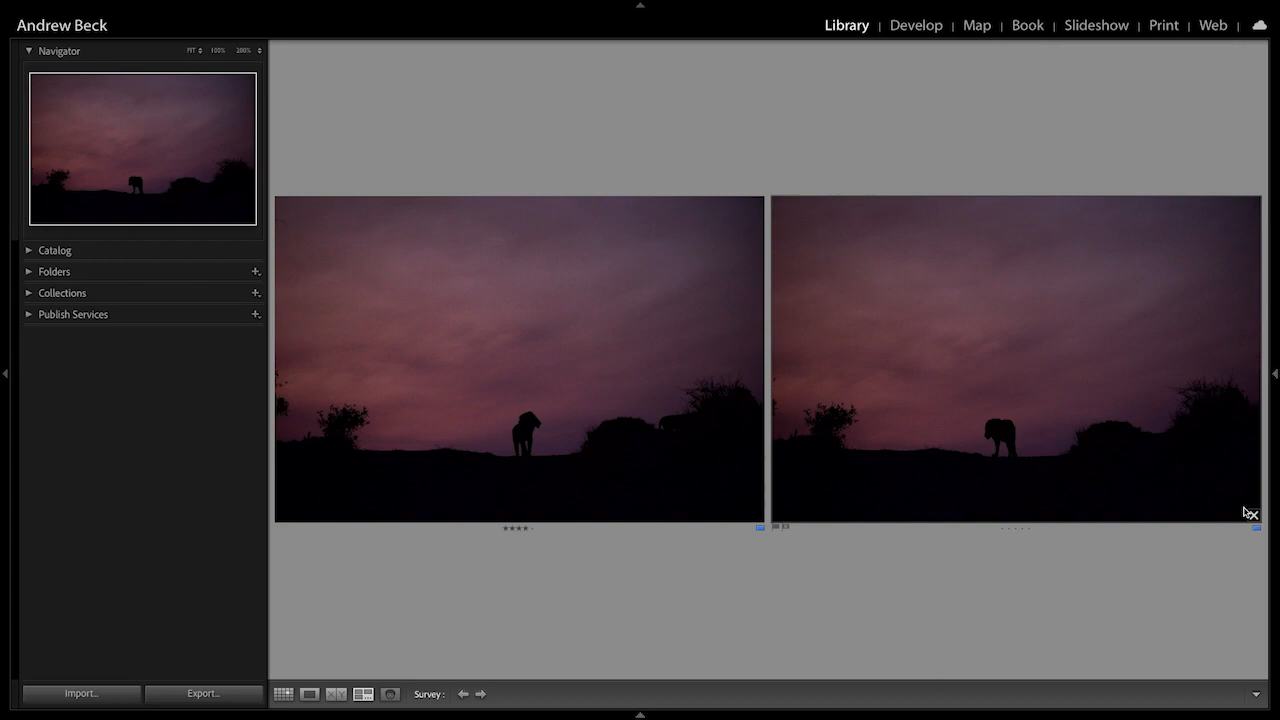 Andrew Beck
Library | Develop | Map | Book | Slideshow | Print | Web |
Navigator FIT 100% 200%
Catalog
Folders
Collections
Publish Services
Import... Export...
Survey :